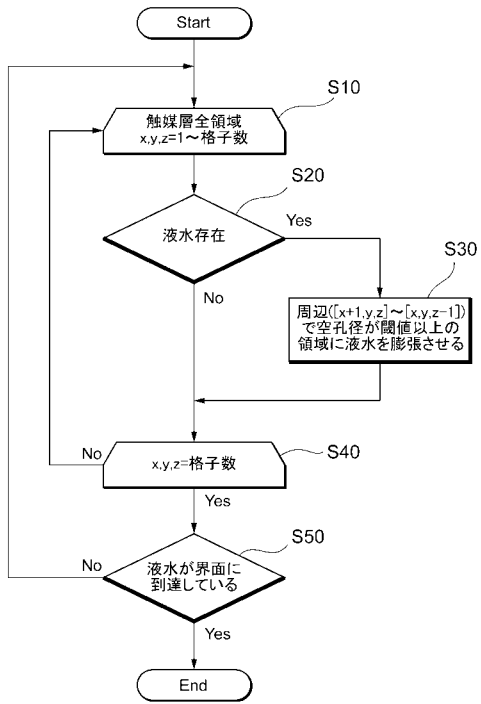 Start
S10
触媒層全領域
x,y,z=1～格子数
S20
液水存在
Yes
No
S30
周辺([x+1,y,z]～[x,y,z-1])
で空孔径が閾値以上の
領域に液水を膨張させる
S40
x,y,z=格子数
No
Yes
S50
液水が界面に
到達している
No
Yes
End